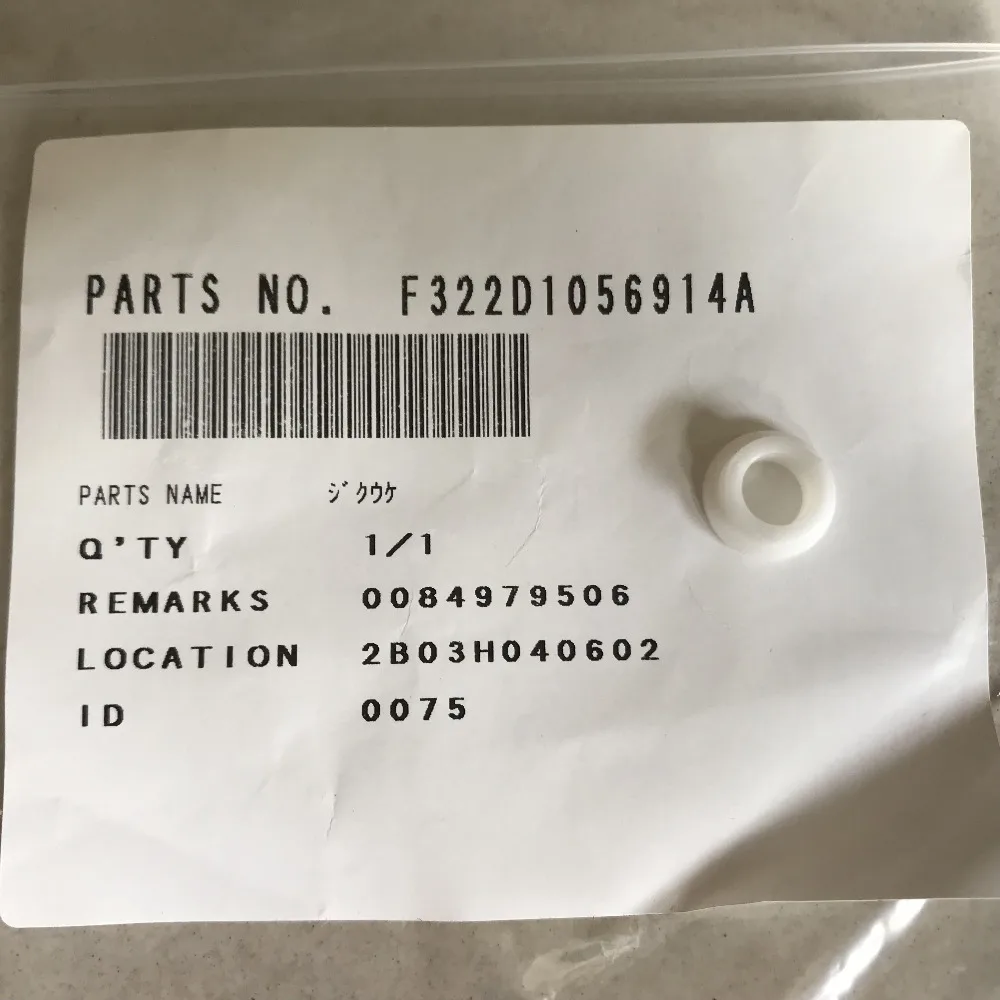 PARTS NO. F322D1056914A
PARTS NAME ｼﾞｸｳｹ
Q'TY 1/1
REMARKS 0084979506
LOCATION 2B03H040602
ID 0075